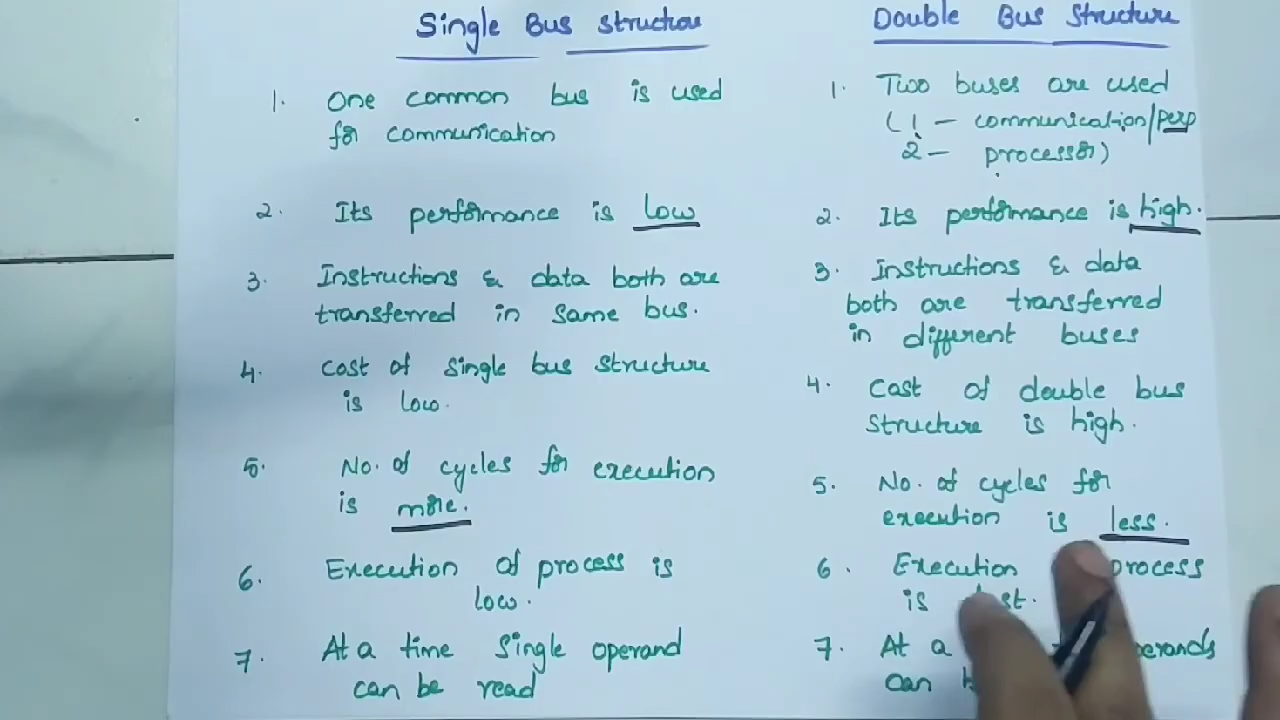 Single Bus Structure
1. One common bus is used
for communication
2. Its performance is low
3. Instructions & data both are
transferred in same bus.
4. Cost of single bus structure
is low.
5. No. of cycles for execution
is more.
6. Execution of process is
low.
7. At a time single operand
can be read
Double Bus Structure
1. Two buses are used
(1 - communication/perp
2 - processor)
2. Its performance is high.
3. Instructions & data
both are transferred
in different buses
4. Cost of double bus
structure is high.
5. No. of cycles for
execution is less.
6. Execution process
is
7. At a
can